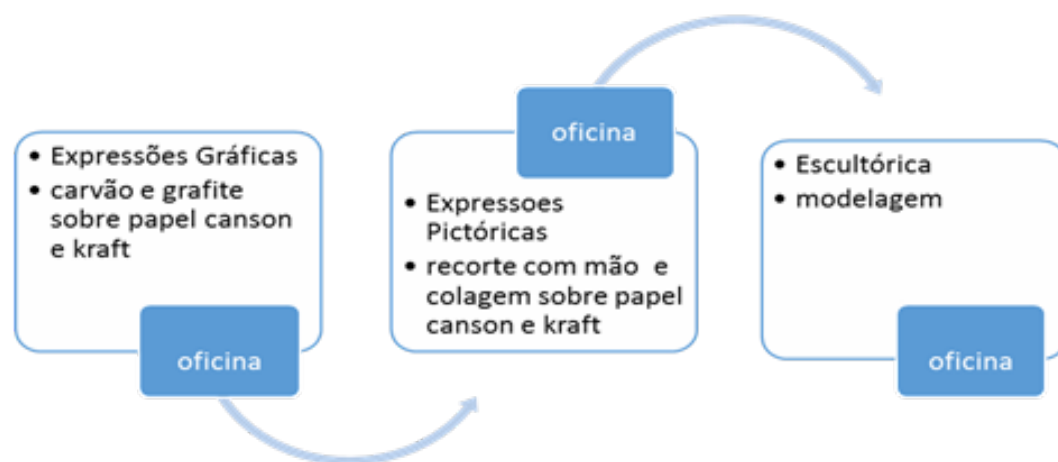 • Expressões Gráficas
• carvão e grafite
sobre papel canson
e kraft
oficina
oficina
• Expressoes
Pictóricas
• recorte com mão e
colagem sobre papel
canson e kraft
• Escultórica
• modelagem
oficina